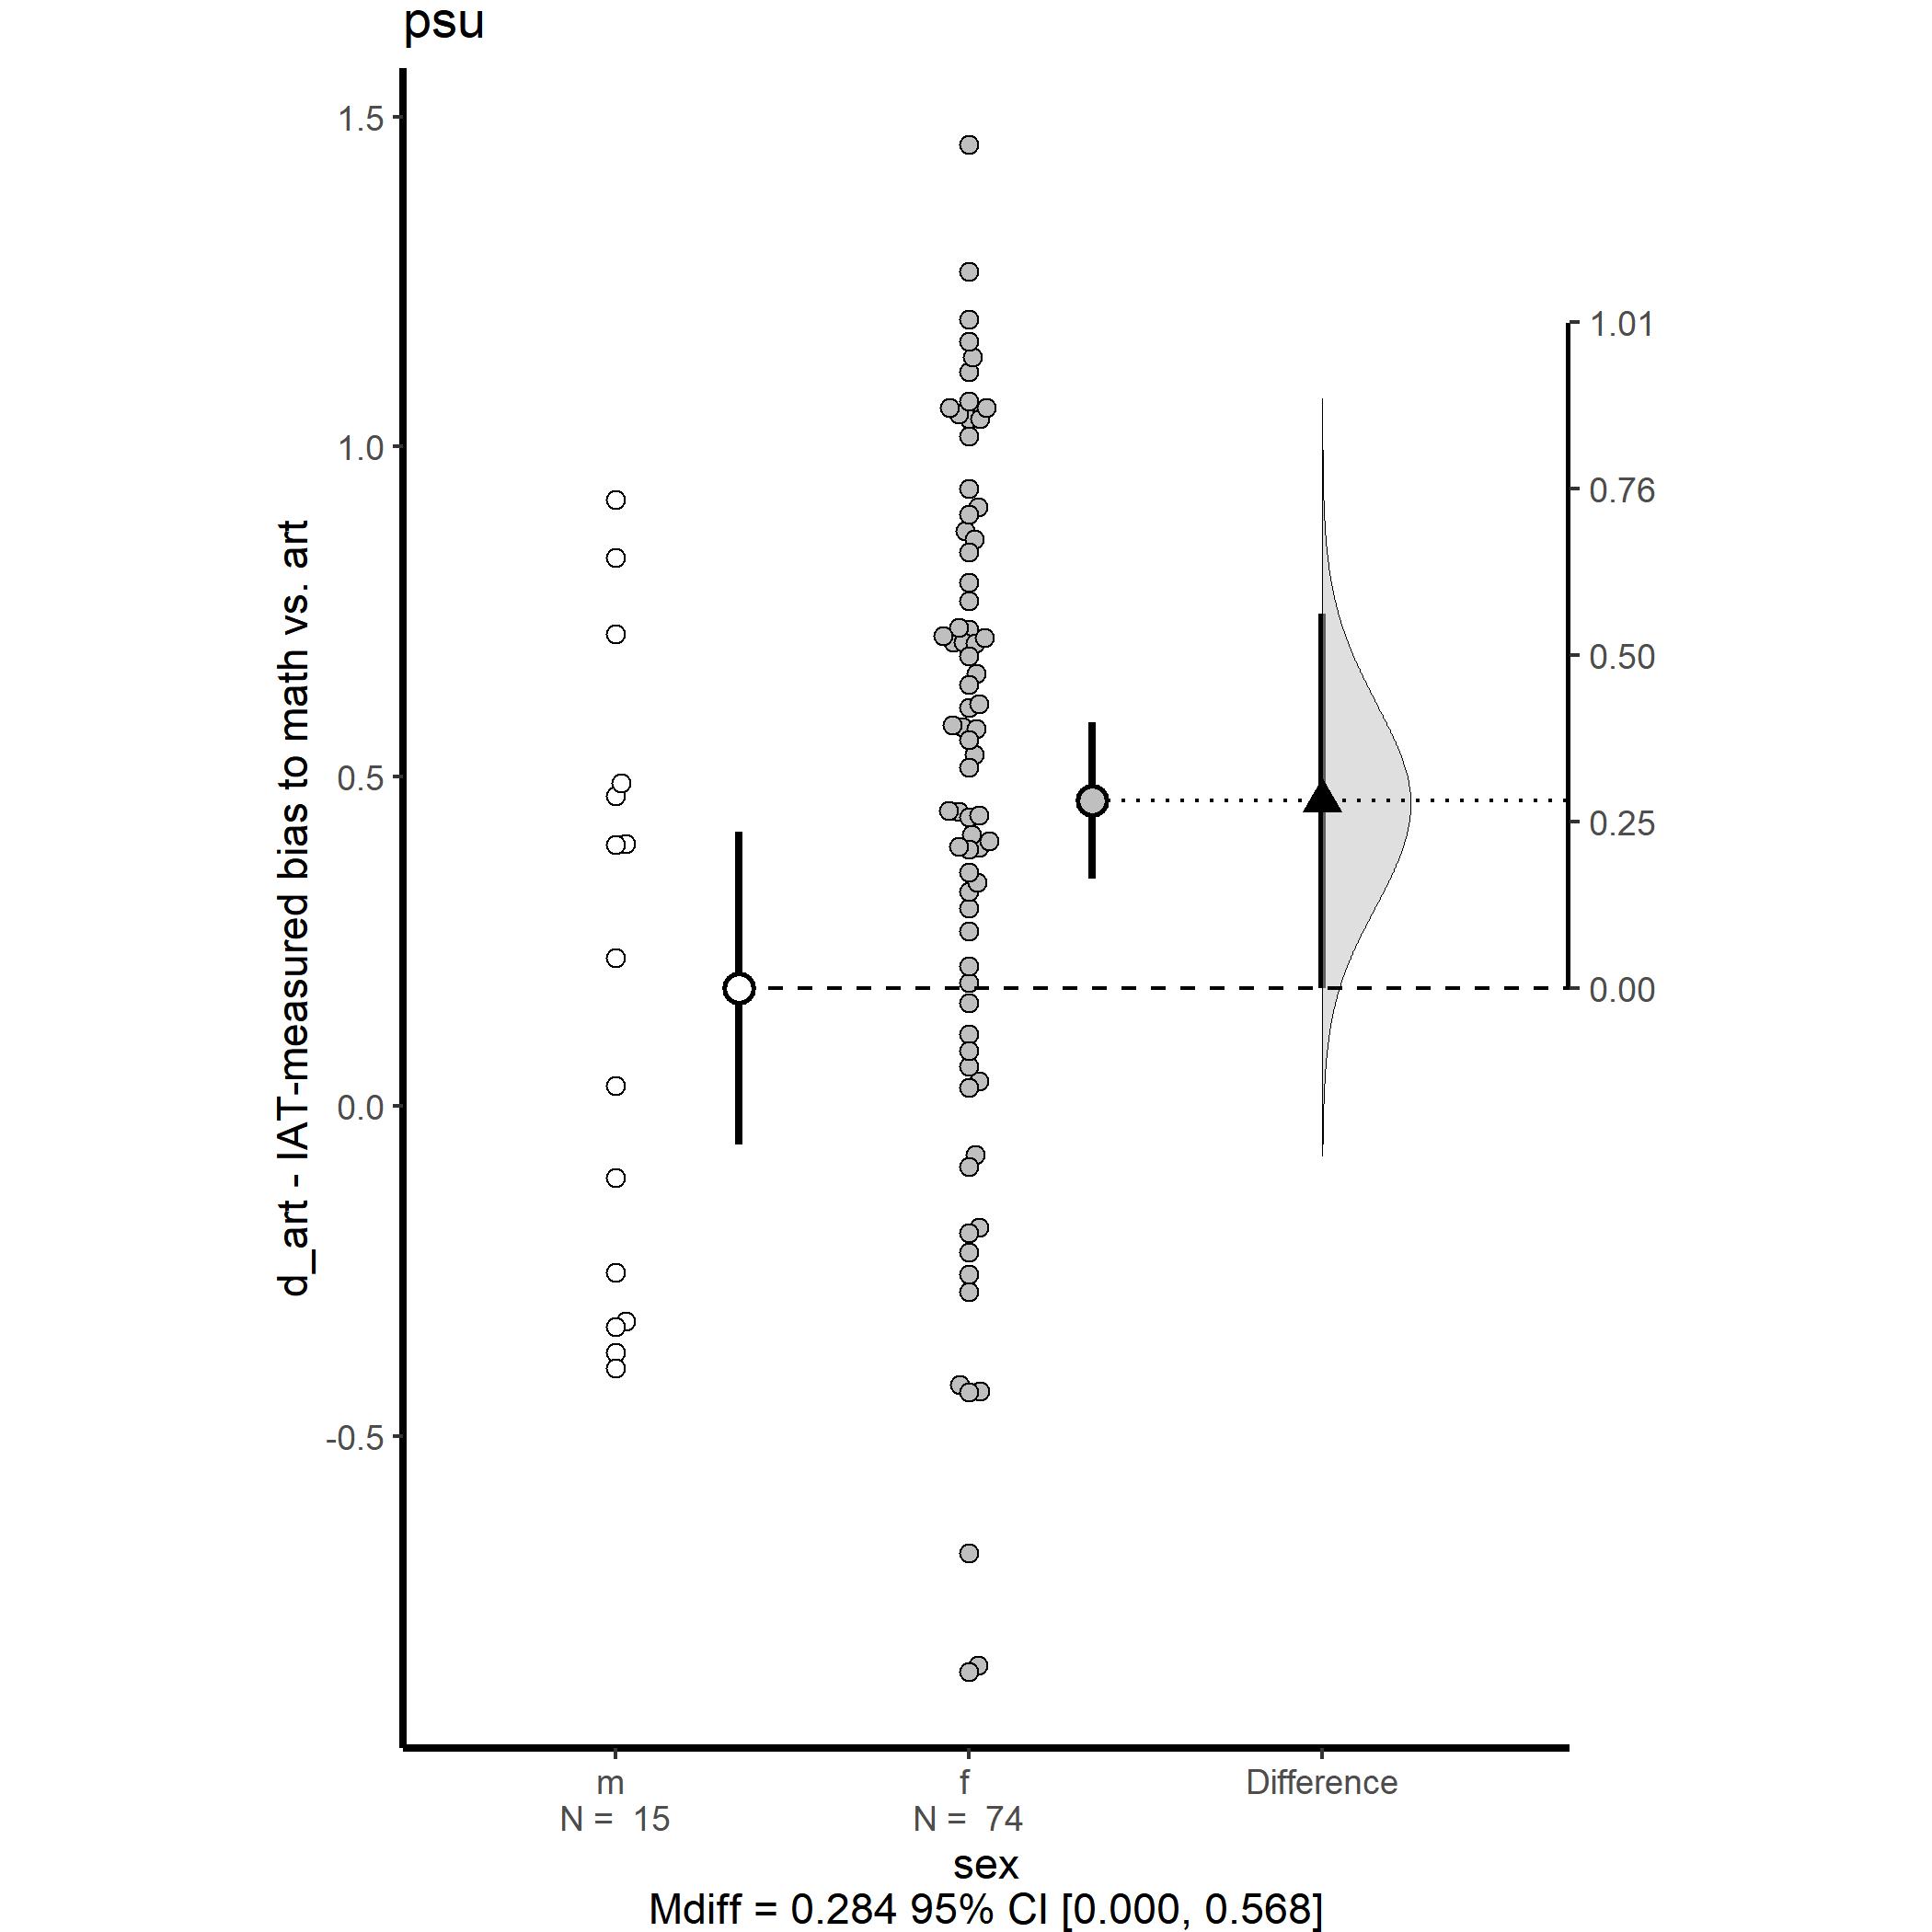 psu
1.5
1.0
0.5
0.0
-0.5
d_art - IAT-measured bias to math vs. art
1.01
0.76
0.50
0.25
0.00
m
N = 15
f
N = 74
Difference
sex
Mdiff = 0.284 95% CI [0.000, 0.568]